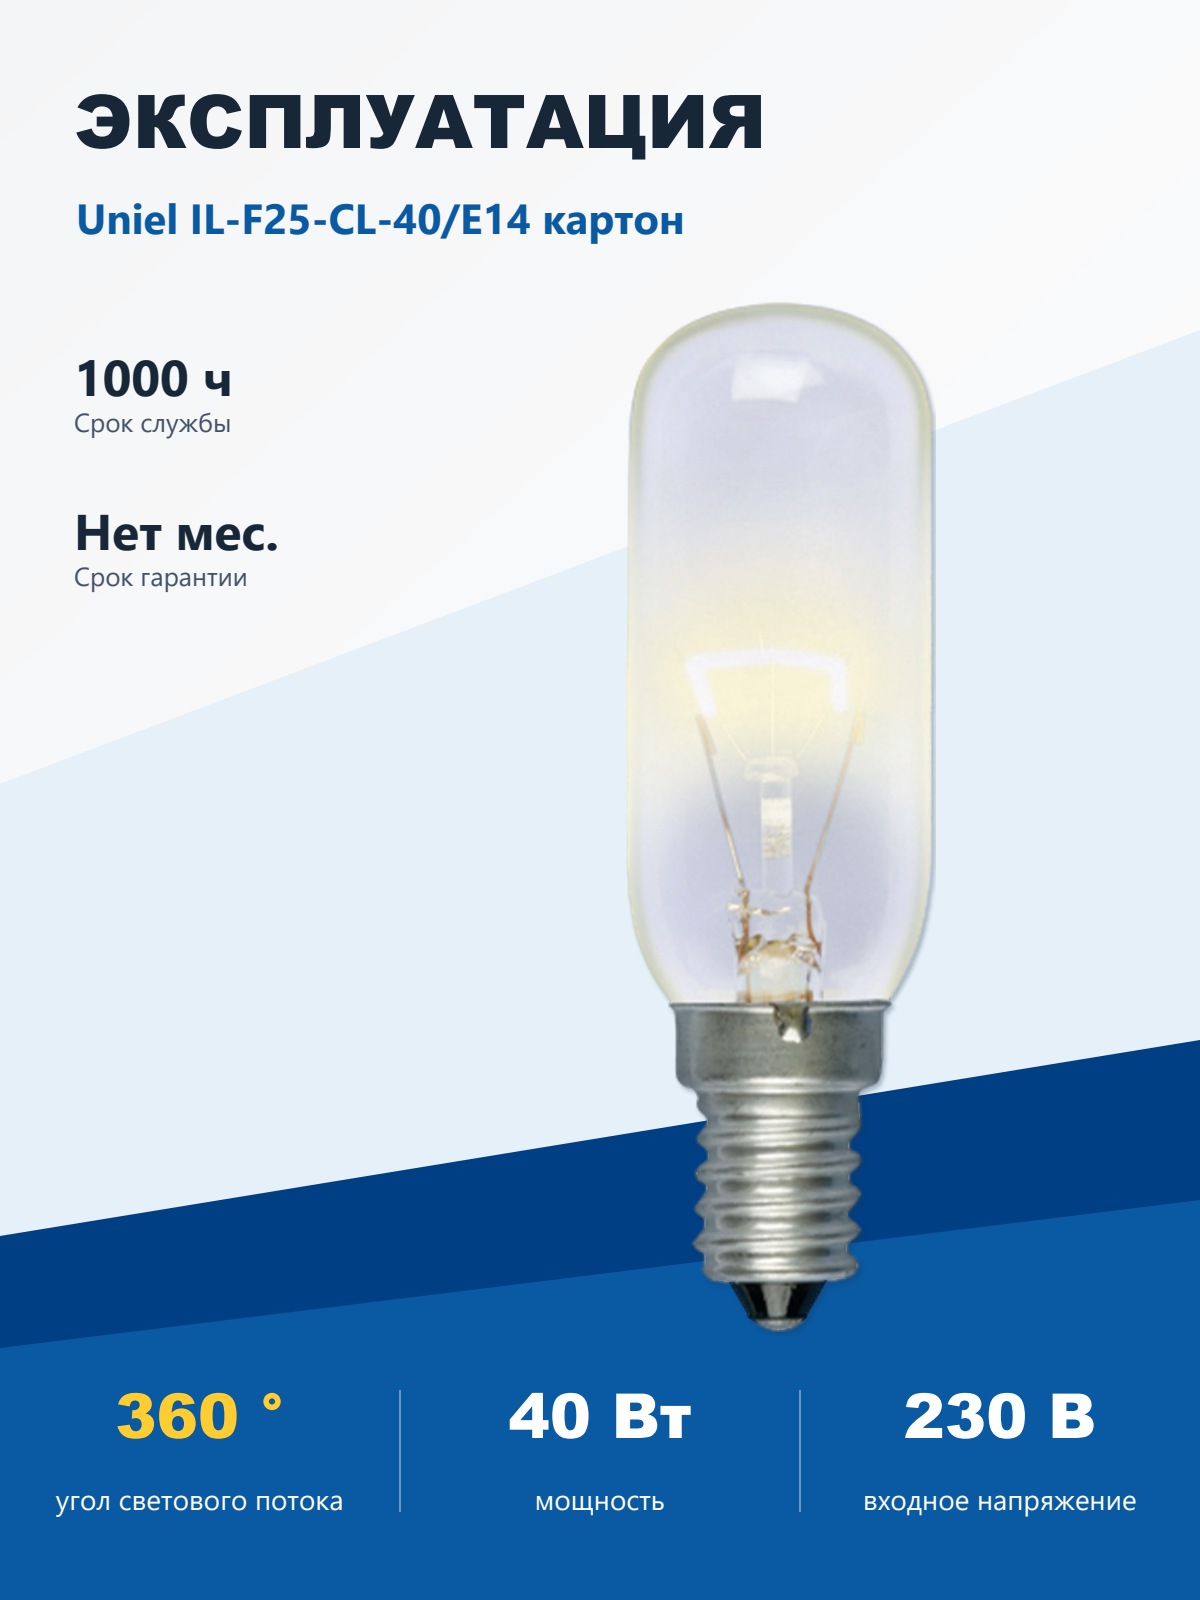 ЭКСПЛУАТАЦИЯ
Uniel IL-F25-CL-40/E14 картон
1000 ч
Срок службы
Нет мес.
Срок гарантии
360 °
угол светового потока
40 Вт
мощность
230 В
входное напряжение